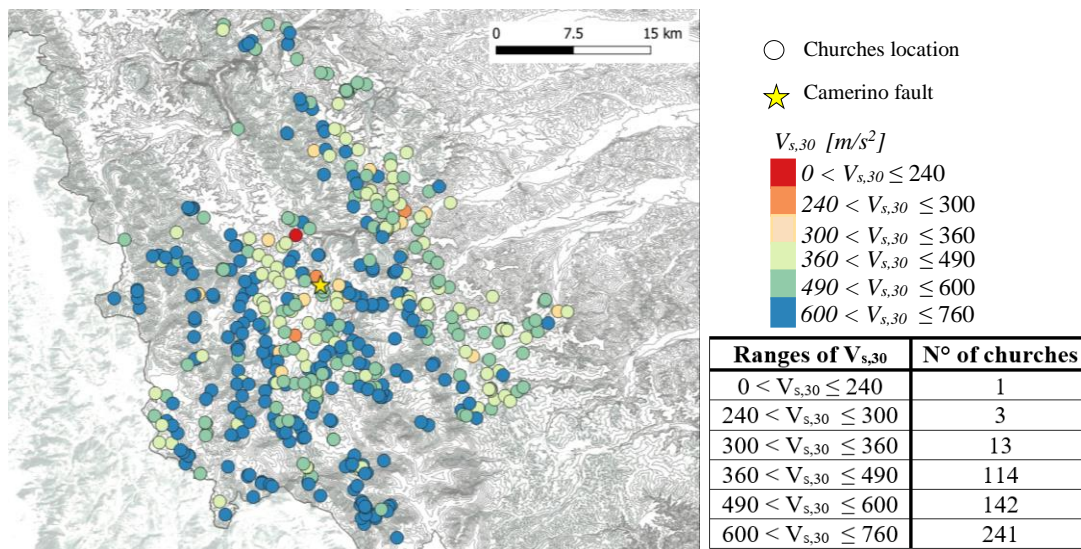 0 7.5 15 km
Churches location
Camerino fault
Vs,30 [m/s²]
0 < Vs,30 ≤ 240
240 < Vs,30 ≤ 300
300 < Vs,30 ≤ 360
360 < Vs,30 ≤ 490
490 < Vs,30 ≤ 600
600 < Vs,30 ≤ 760
Ranges of Vs,30 N° of churches
0 < Vs,30 ≤ 240 1
240 < Vs,30 ≤ 300 3
300 < Vs,30 ≤ 360 13
360 < Vs,30 ≤ 490 114
490 < Vs,30 ≤ 600 142
600 < Vs,30 ≤ 760 241